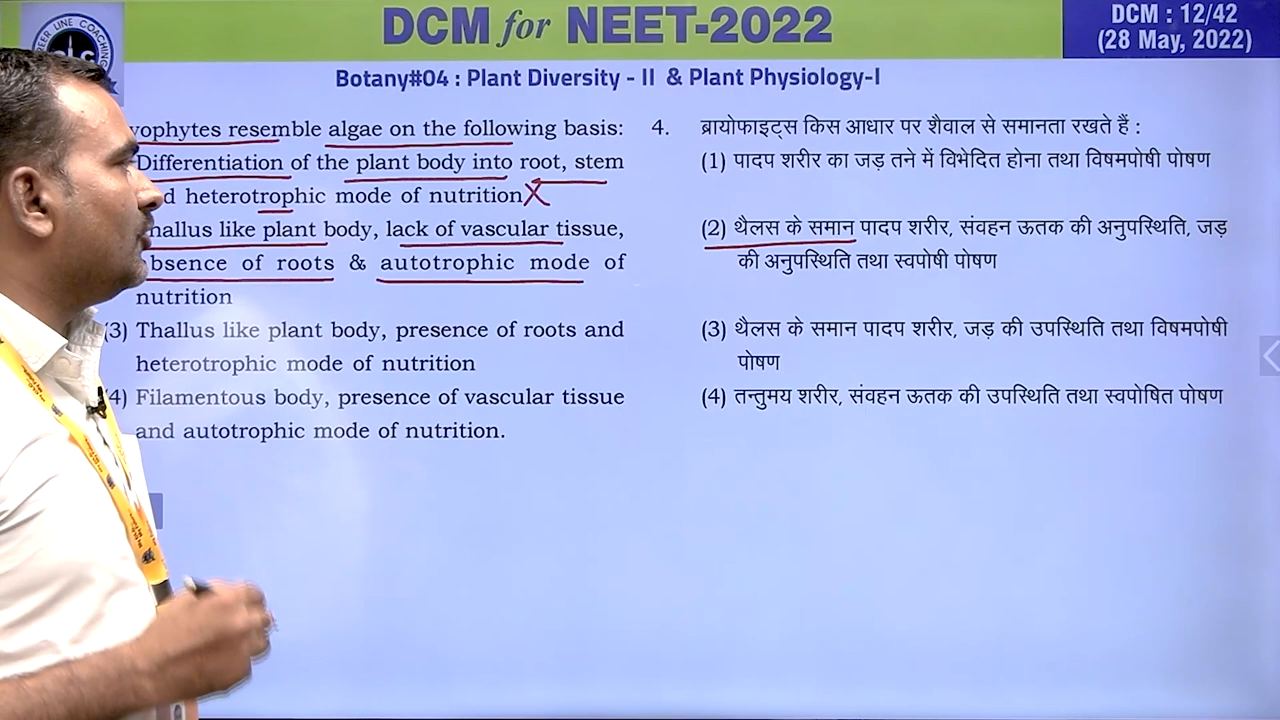 DCM for NEET-2022
DCM : 12/42
(28 May, 2022)
Botany#04 : Plant Diversity - II & Plant Physiology-I
yophytes resemble algae on the following basis:
Differentiation of the plant body into root, stem
d heterotrophic mode of nutrition
hallus like plant body, lack of vascular tissue,
bsence of roots & autotrophic mode of
nutrition
(3) Thallus like plant body, presence of roots and
heterotrophic mode of nutrition
4) Filamentous body, presence of vascular tissue
and autotrophic mode of nutrition.
4. ब्रायोफाइट्स किस आधार पर शैवाल से समानता रखते हैं :
(1) पादप शरीर का जड़ तने में विभेदित होना तथा विषमपोषी पोषण
(2) थैलस के समान पादप शरीर, संवहन ऊतक की अनुपस्थिति, जड़
की अनुपस्थिति तथा स्वपोषी पोषण
(3) थैलस के समान पादप शरीर, जड़ की उपस्थिति तथा विषमपोषी
पोषण
(4) तन्तुमय शरीर, संवहन ऊतक की उपस्थिति तथा स्वपोषित पोषण